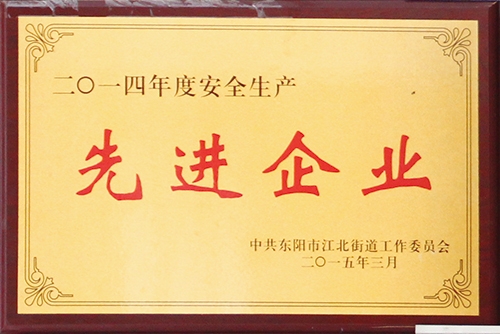 二〇一四年度安全生产
先进企业
中共东阳市江北街道工作委员会
二〇一五年三月